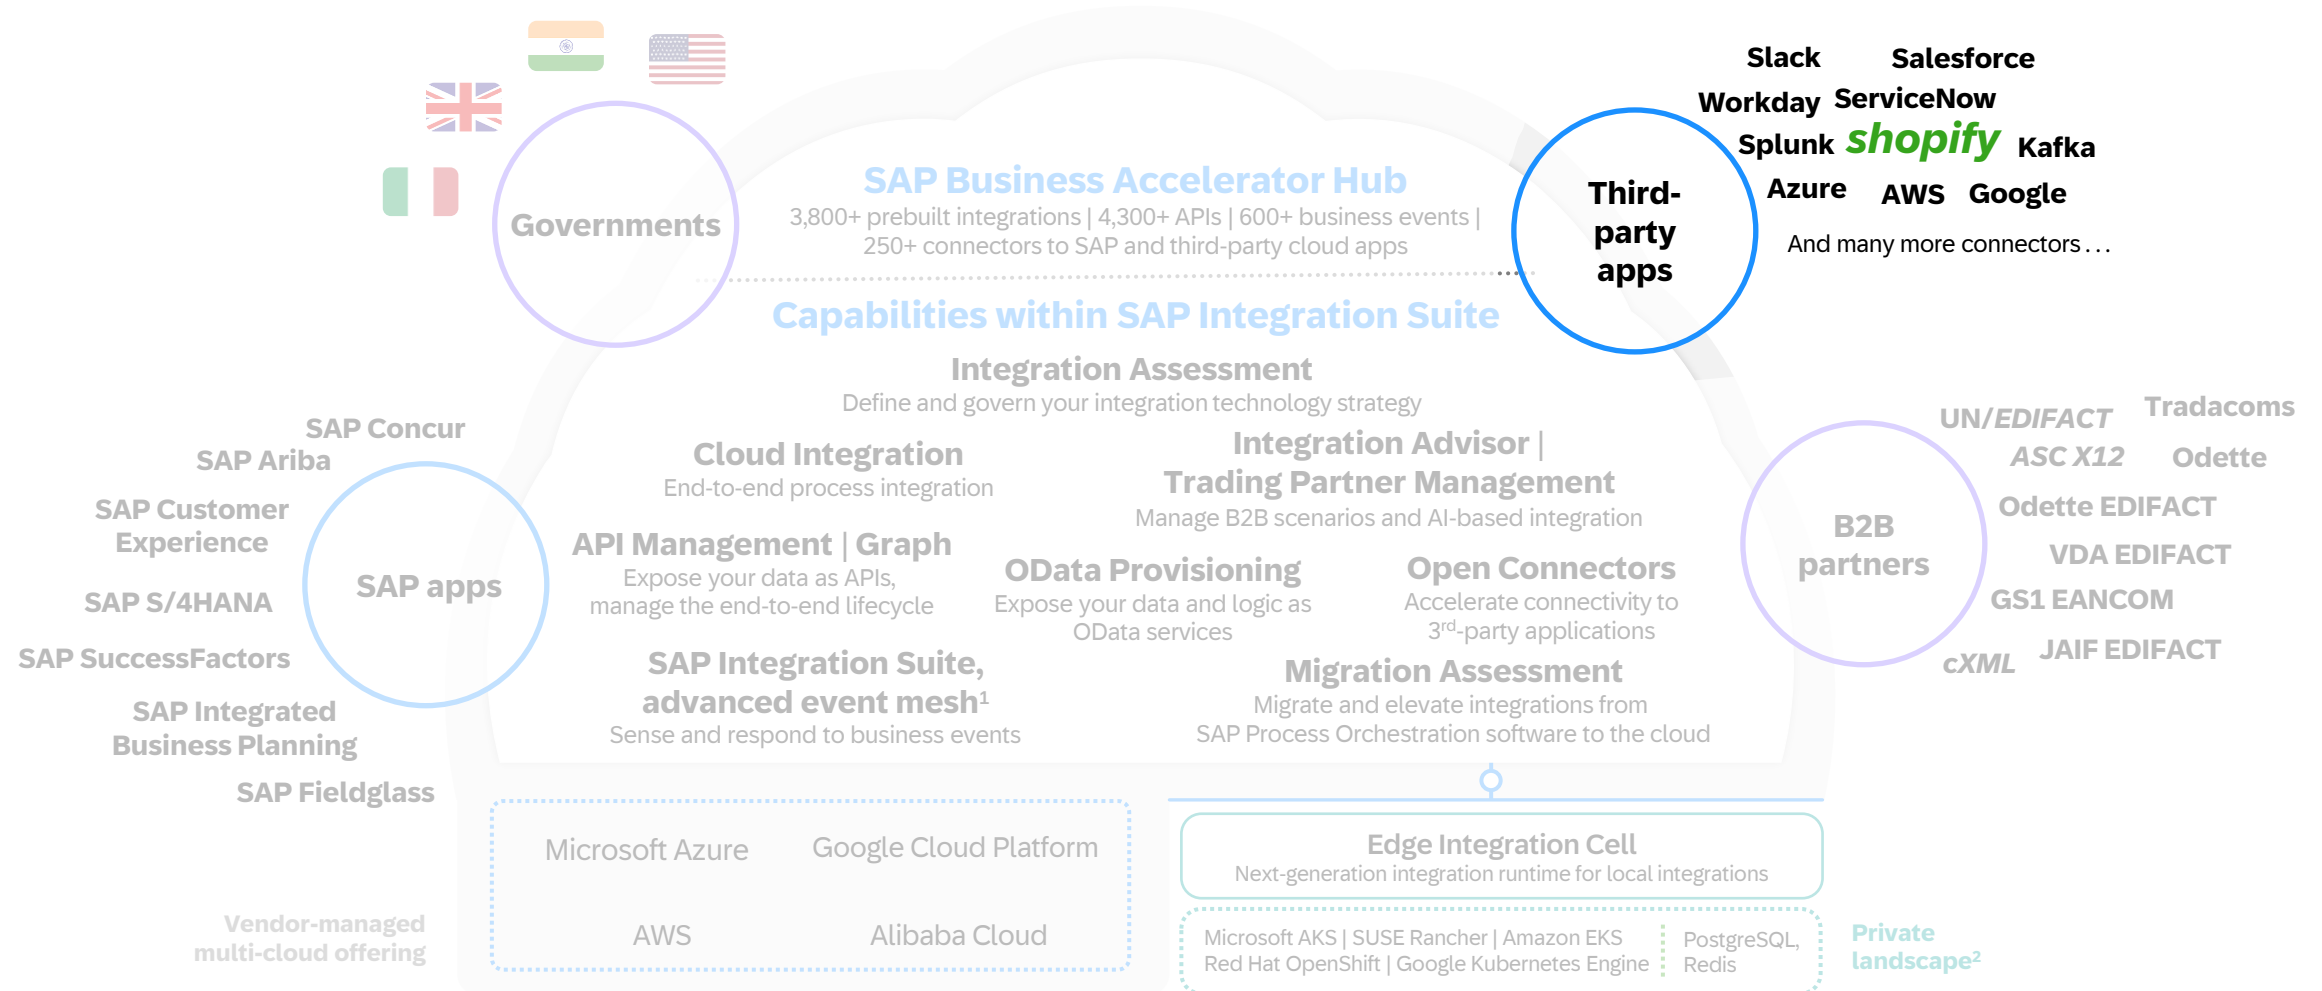 Slack Salesforce
Workday ServiceNow
Splunk shopify Kafka
Azure AWS Google
And many more connectors...
Third-
party
apps
Governments
SAP Business Accelerator Hub
3,800+ prebuilt integrations | 4,300+ APIs | 600+ business events |
250+ connectors to SAP and third-party cloud apps
Capabilities within SAP Integration Suite
Integration Assessment
Define and govern your integration technology strategy
Cloud Integration
End-to-end process integration
Integration Advisor |
Trading Partner Management
Manage B2B scenarios and AI-based integration
API Management | Graph
Expose your data as APIs,
manage the end-to-end lifecycle
OData Provisioning
Expose your data and logic as
OData services
Open Connectors
Accelerate connectivity to
3rd-party applications
SAP Integration Suite,
advanced event mesh¹
Sense and respond to business events
Migration Assessment
Migrate and elevate integrations from
SAP Process Orchestration software to the cloud
SAP Concur
SAP Ariba
SAP Customer
Experience
SAP S/4HANA
SAP SuccessFactors
SAP Integrated
Business Planning
SAP Fieldglass
SAP apps
B2B
partners
UN/EDIFACT Tradacoms
ASC X12 Odette
Odette EDIFACT
VDA EDIFACT
GS1 EANCOM
JAIF EDIFACT
cXML
Microsoft Azure Google Cloud Platform
AWS Alibaba Cloud
Vendor-managed
multi-cloud offering
Edge Integration Cell
Next-generation integration runtime for local integrations
Microsoft AKS | SUSE Rancher | Amazon EKS
Red Hat OpenShift | Google Kubernetes Engine
PostgreSQL,
Redis
Private
landscape²